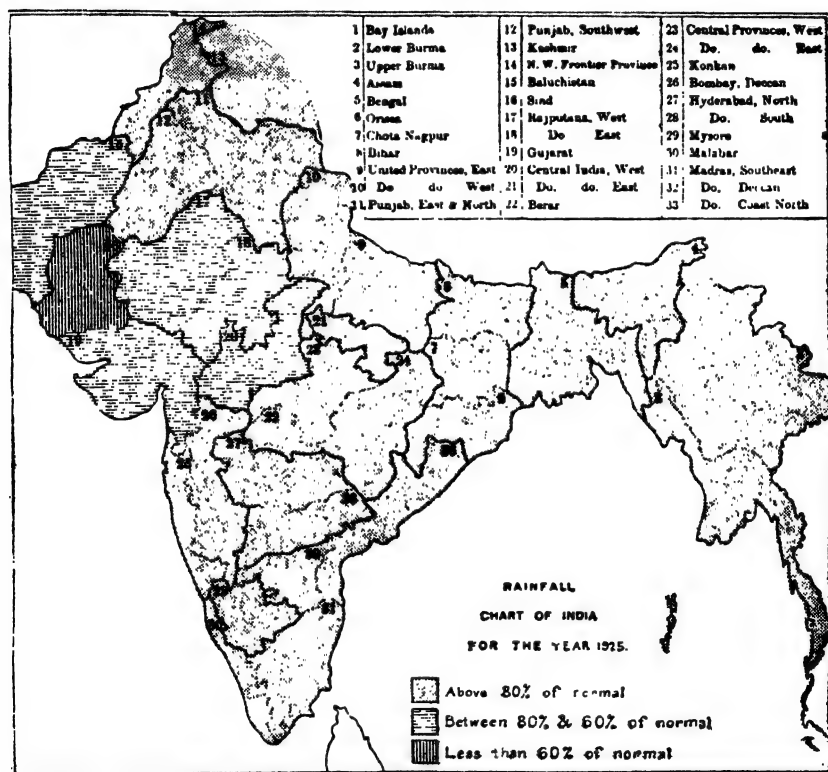 1 Bay Islands
2 Lower Burma
3 Upper Burma
4 Assam
5 Bengal
6 Orissa
7 Chota Nagpur
8 Bihar
9 United Provinces, East
10 Do do West
11 Punjab, East & North
12 Punjab, Southwest
13 Kashmir
14 N. W. Frontier Province
15 Baluchistan
16 Sind
17 Rajputana, West
18 Do East
19 Gujarat
20 Central India, West
21 Do. do. East
22 Berar
23 Central Provinces, West
24 Do. do. East
25 Konkan
26 Bombay, Deccan
27 Hyderabad, North
28 Do. South
29 Mysore
30 Malabar
31 Madras, Southeast
32 Do. Deccan
33 Do. Coast North
RAINFALL
CHART OF INDIA
FOR THE YEAR 1925.
Above 80% of normal
Between 80% & 60% of normal
Less than 60% of normal